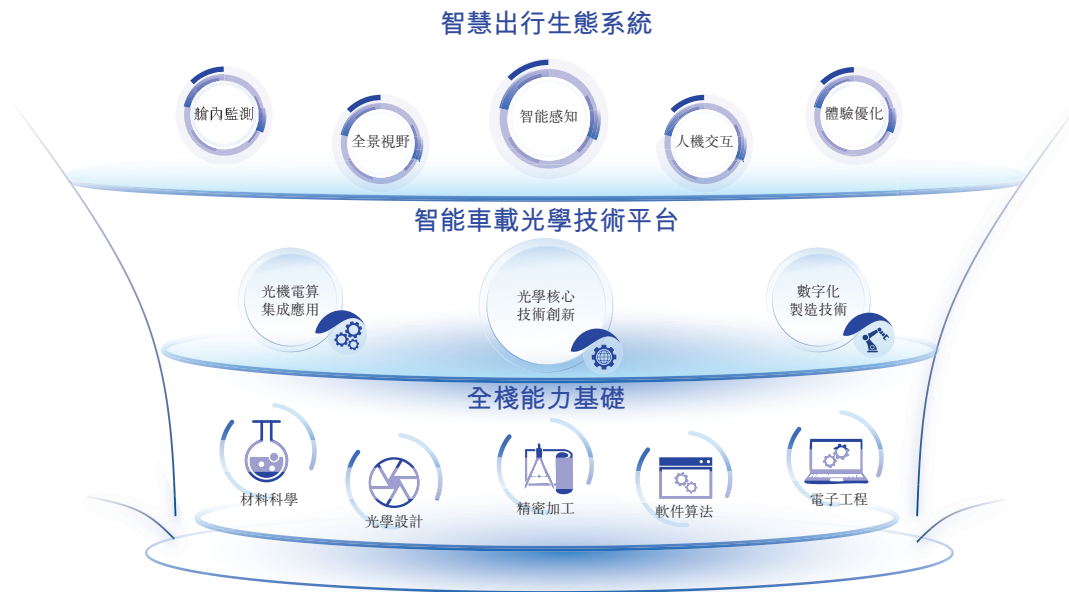 智慧出行生態系統
艙內監測
全景視野
智能感知
人機交互
體驗優化
智能車載光學技術平台
光機電算
集成應用
光學核心
技術創新
數字化
製造技術
全棧能力基礎
材料科學
光學設計
精密加工
軟件算法
電子工程